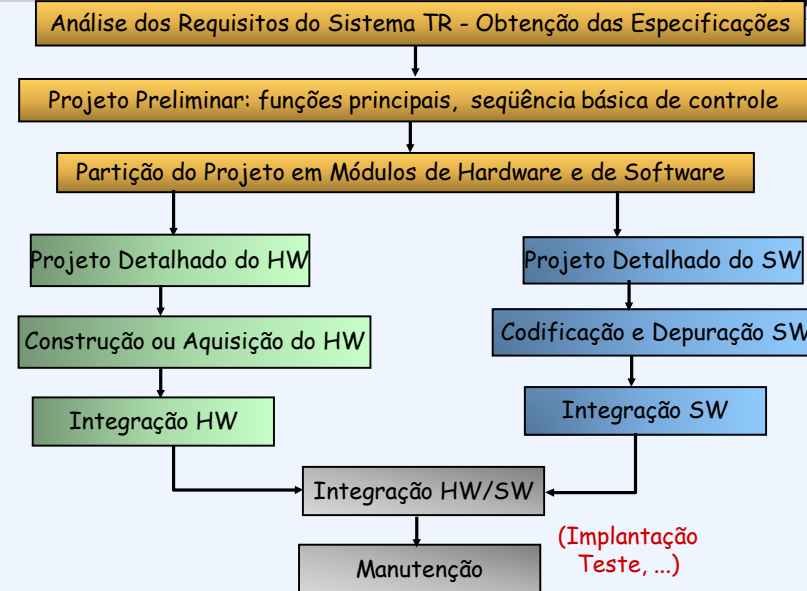 Análise dos Requisitos do Sistema TR - Obtenção das Especificações
Projeto Preliminar: funções principais, seqüência básica de controle
Partição do Projeto em Módulos de Hardware e de Software
Projeto Detalhado do HW
Projeto Detalhado do SW
Construção ou Aquisição do HW
Codificação e Depuração SW
Integração HW
Integração SW
Integração HW/SW
(Implantação
Teste, ...)
Manutenção